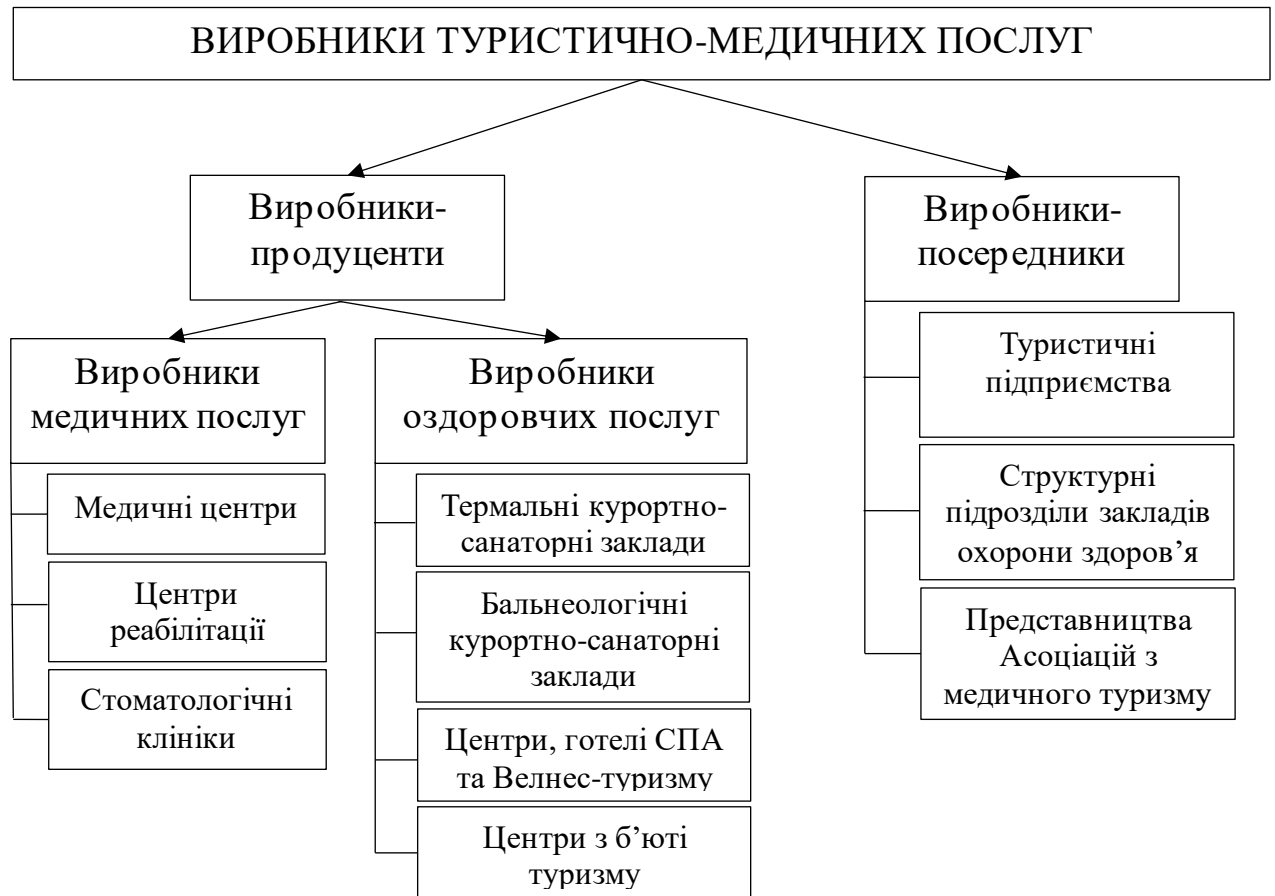 ВИРОБНИКИ ТУРИСТИЧНО-МЕДИЧНИХ ПОСЛУГ
Виробники-
продуценти
Виробники-
посередники
Виробники
медичних послуг
Медичні центри
Центри
реабілітації
Стоматологічні
клініки
Виробники
оздоровчих послуг
Термальні курортно-
санаторні заклади
Бальнеологічні
курортно-санаторні
заклади
Центри, готелі СПА
та Велнес-туризму
Центри з б’юті
туризму
Туристичні
підприємства
Структурні
підрозділи закладів
охорони здоров’я
Представництва
Асоціацій з
медичного туризму